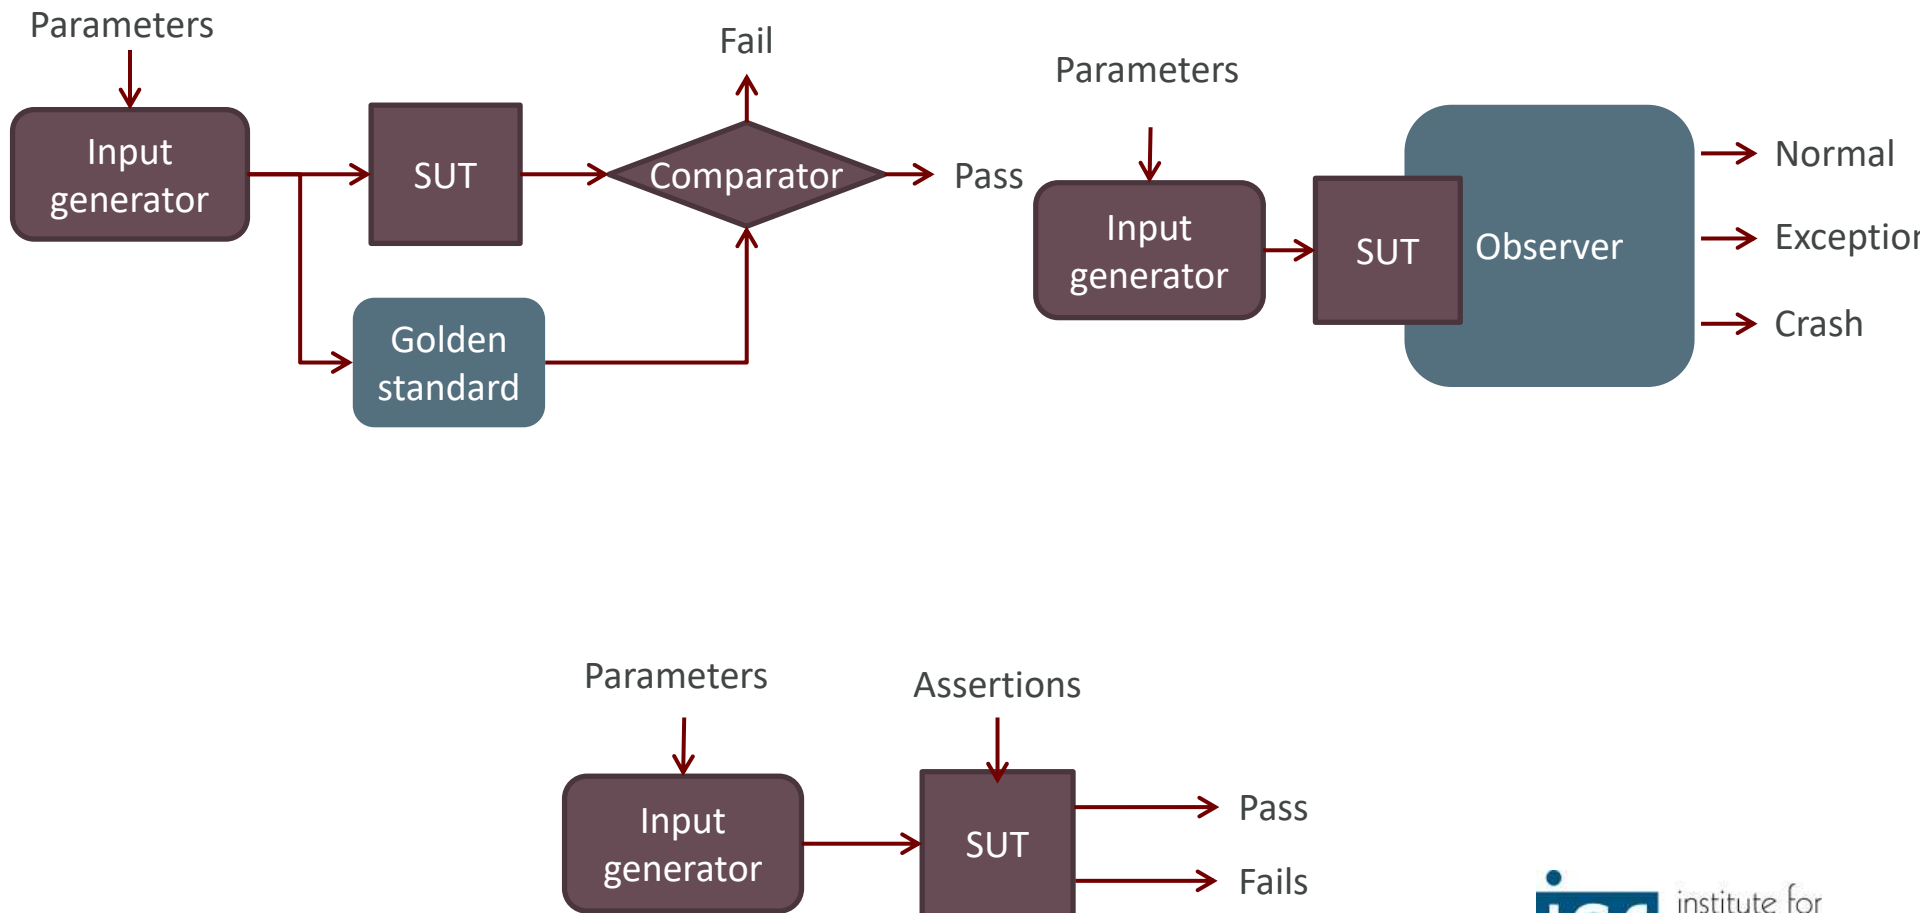 Parameters
Input
generator
SUT
Golden
standard
Fail
Comparator
Pass
Parameters
Input
generator
SUT
Observer
Normal
Exception
Crash
Parameters
Assertions
Input
generator
SUT
Pass
Fails
institute for